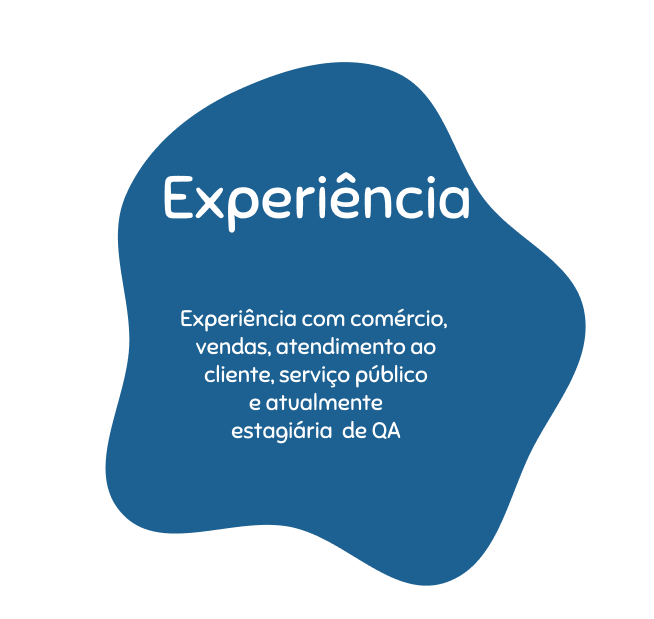 Experiência
Experiência com comércio,
vendas, atendimento ao
cliente, serviço público
e atualmente
estagiária  de QA